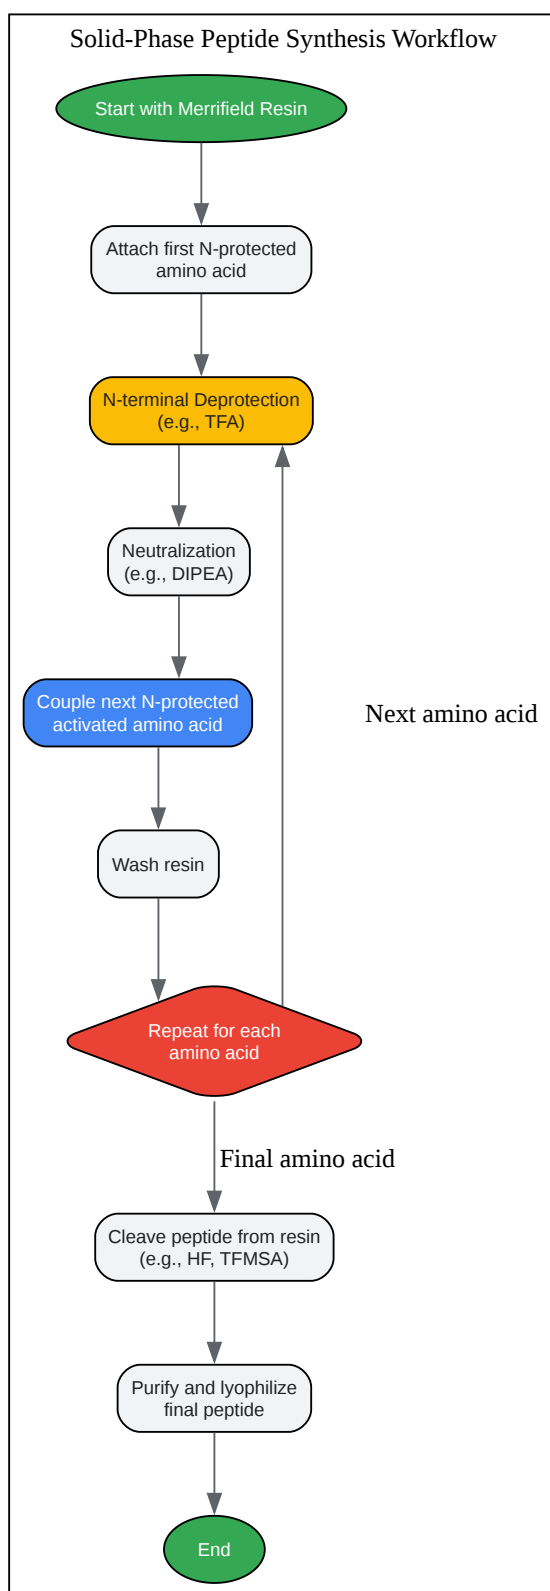 Solid-Phase Peptide Synthesis Workflow
Start with Merrifield Resin
Attach first N-protected
amino acid
N-terminal Deprotection
(e.g., TFA)
Neutralization
(e.g., DIPEA)
Couple next N-protected
activated amino acid
Next amino acid
Wash resin
Repeat for each
amino acid
Final amino acid
Cleave peptide from resin
(e.g., HF, TFMSA)
Purify and lyophilize
final peptide
End